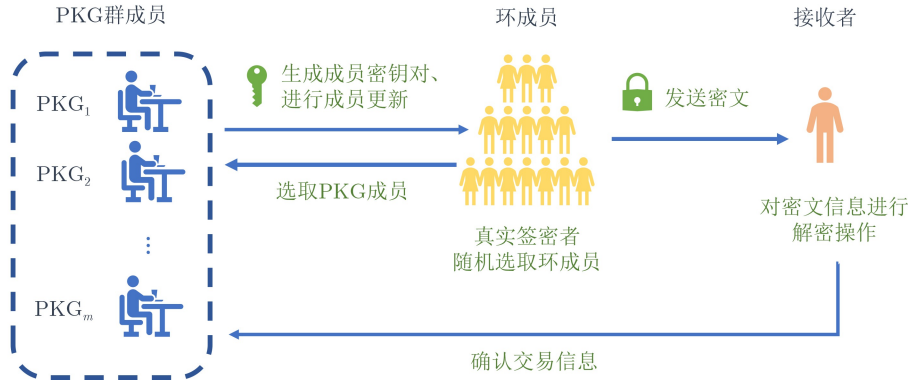 PKG群成员
环成员
接收者
PKG1
生成成员密钥对、
进行成员更新
发送密文
PKG2
选取PKG成员
真实签密者
随机选取环成员
对密文信息进行
解密操作
⋮
PKGm
确认交易信息